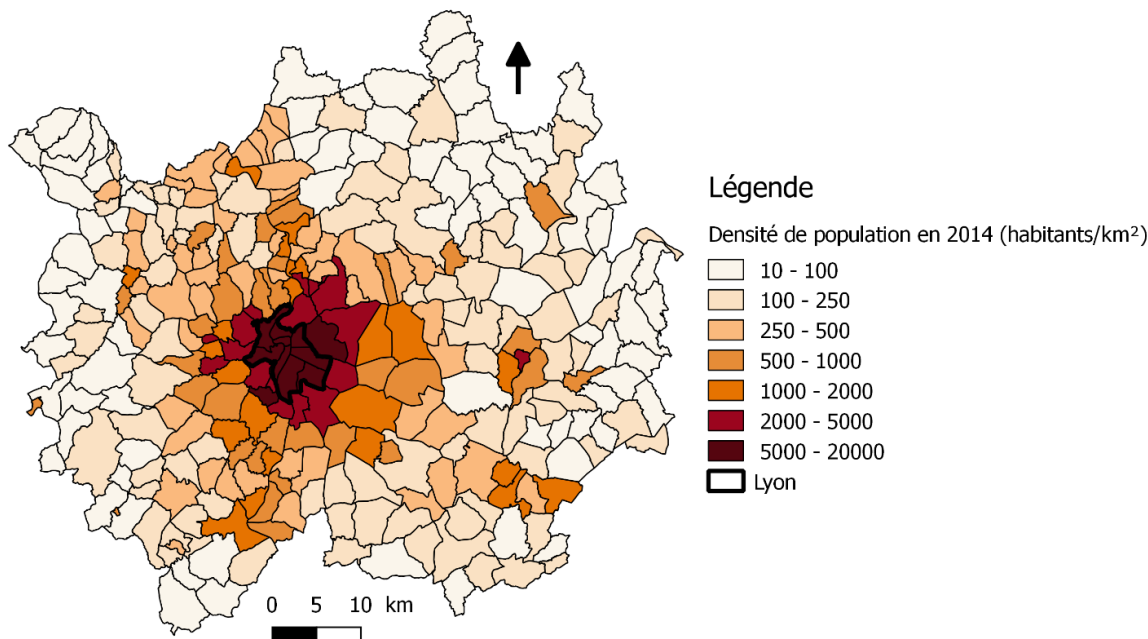 Légende
Densité de population en 2014 (habitants/km²)
10 - 100
100 - 250
250 - 500
500 - 1000
1000 - 2000
2000 - 5000
5000 - 20000
Lyon
0 5 10 km